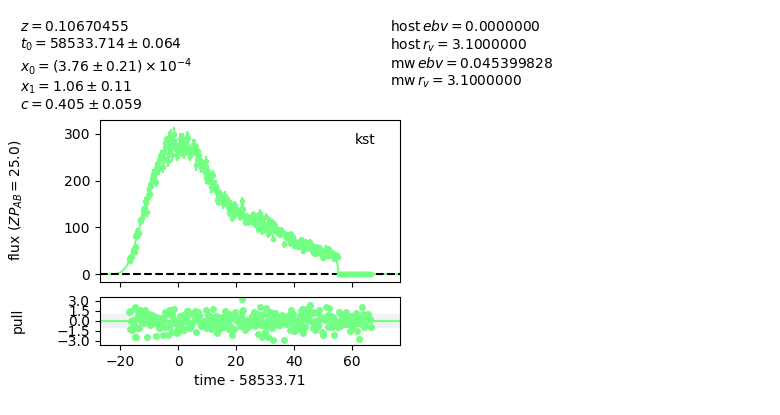 z = 0.10670455
t₀ = 58533.714 ± 0.064
x₀ = (3.76 ± 0.21) × 10⁻⁴
x₁ = 1.06 ± 0.11
c = 0.405 ± 0.059
host ebv = 0.0000000
host r_v = 3.1000000
mw ebv = 0.045399828
mw r_v = 3.1000000
kst
flux (ZP_AB = 25.0)
300
200
100
0
pull
3.0
1.5
0.0
−1.5
−3.0
−20 0 20 40 60
time - 58533.71